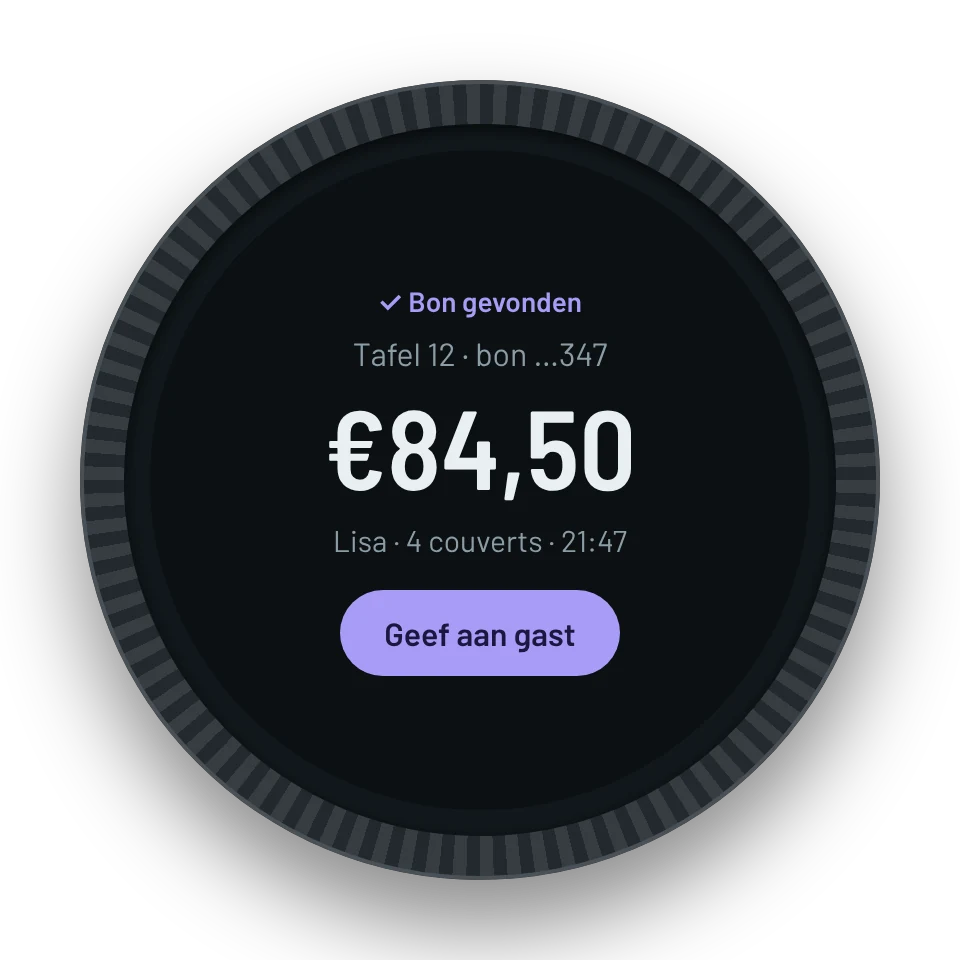 ✓ Bon gevonden
Tafel 12 · bon ...347
€84,50
Lisa · 4 couverts · 21:47
Geef aan gast